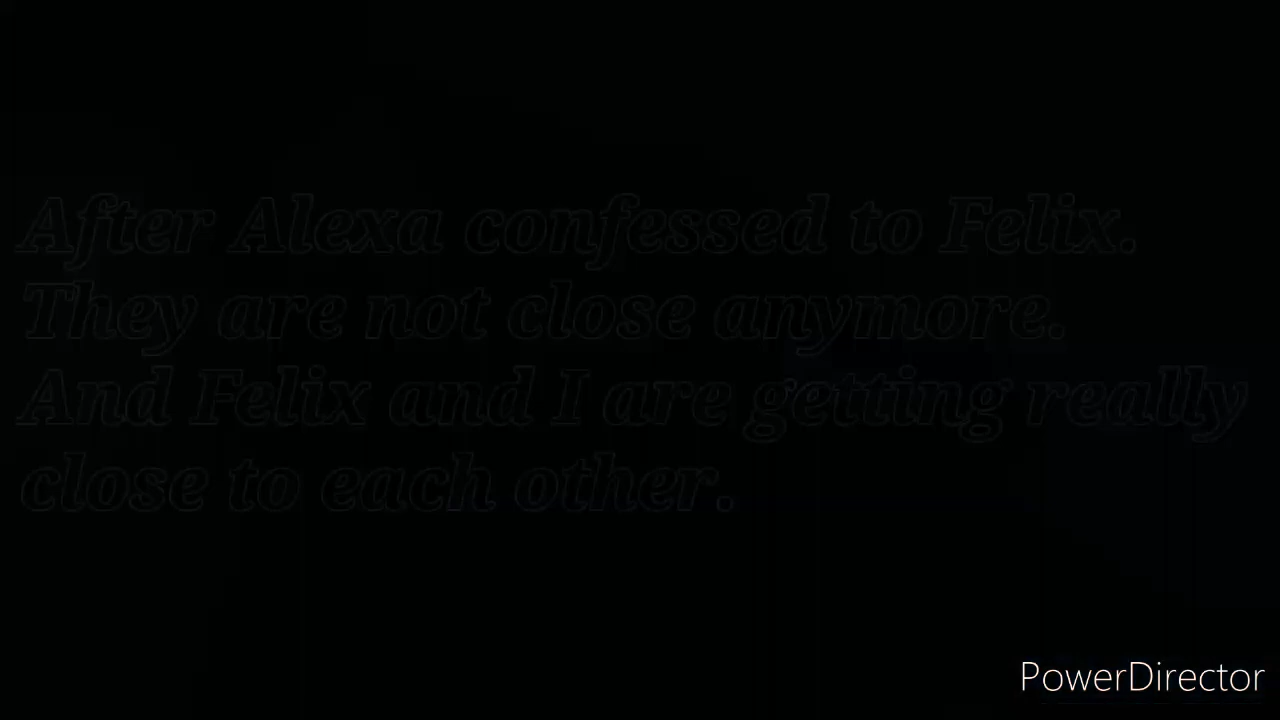 After Alexa confessed to Felix.
They are not close anymore.
And Felix and I are getting really
close to each other.
PowerDirector